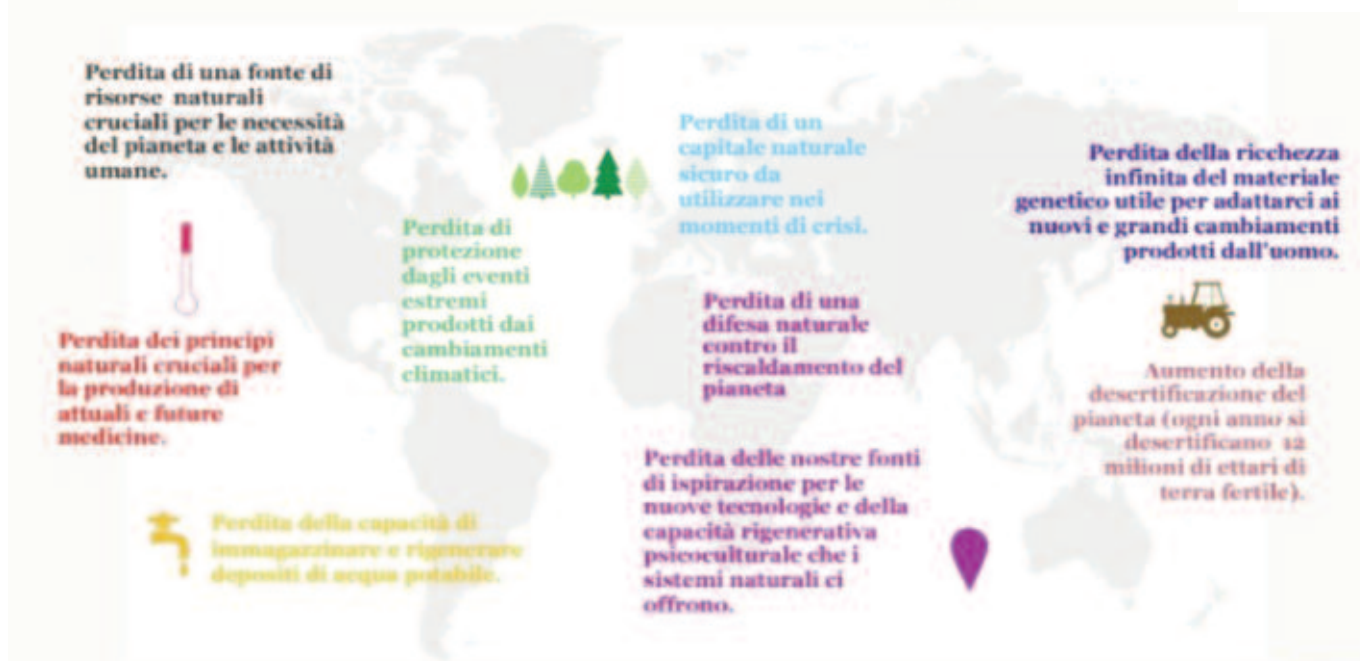 Perdita di una fonte di
risorse naturali
cruciali per le necessità
del pianeta e le attività
umane.
Perdita di un
capitale naturale
sicuro da
utilizzare nei
momenti di crisi.
Perdita della ricchezza
infinita del materiale
genetico utile per adattarci ai
nuovi e grandi cambiamenti
prodotti dall'uomo.
Perdita di
protezione
dagli eventi
estremi
prodotti dai
cambiamenti
climatici.
Perdita di una
difesa naturale
contro il
riscaldamento del
pianeta
Perdita dei principi
naturali cruciali per
la produzione di
attuali e future
medicine.
Aumento della
desertificazione del
pianeta (ogni anno si
desertificano 12
milioni di ettari di
terra fertile).
Perdita delle nostre fonti
di ispirazione per le
nuove tecnologie e della
capacità rigenerativa
psicoculturale che i
sistemi naturali ci
offrono.
Perdita della capacità di
immagazzinare e rigenerare
depositi di acqua potabile.